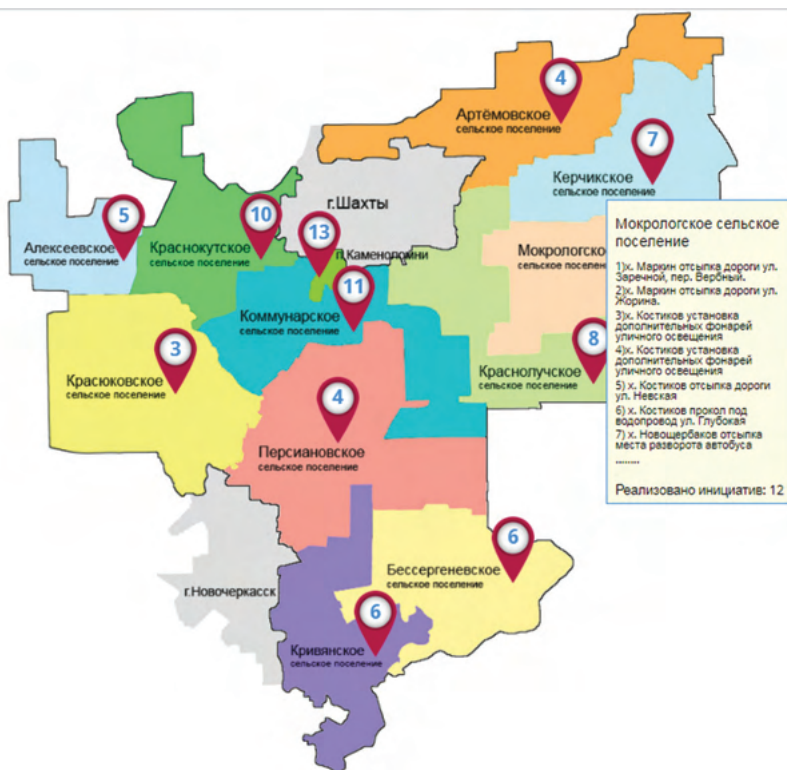 4
Артёмовское
сельское поселение
7
Керчикское
сельское поселение
г.Шахты
5
Алексеевское
сельское поселение
10
Краснокутское
сельское поселение
13
п.Каменоломни
11
Коммунарское
сельское поселение
Мокрологско
сельское поселение
8
Краснолучское
сельское поселение
3
Красюковское
сельское поселение
4
Персиановское
сельское поселение
6
Бессергеневское
сельское поселение
г.Новочеркасск
6
Кривянское
сельское поселение
Мокрологское сельское
поселение
1)х. Маркин отсыпка дороги ул.
Заречной, пер. Вербный.
2)х. Маркин отсыпка дороги ул.
Жорина.
3)х. Костиков установка
дополнительных фонарей
уличного освещения
4)х. Костиков установка
дополнительных фонарей
уличного освещения
5) х. Костиков отсыпка дороги
ул. Невская
6) х. Костиков прокол под
водопровод ул. Глубокая
7) х. Новощербаков отсыпка
места разворота автобуса
........
Реализовано инициатив: 12